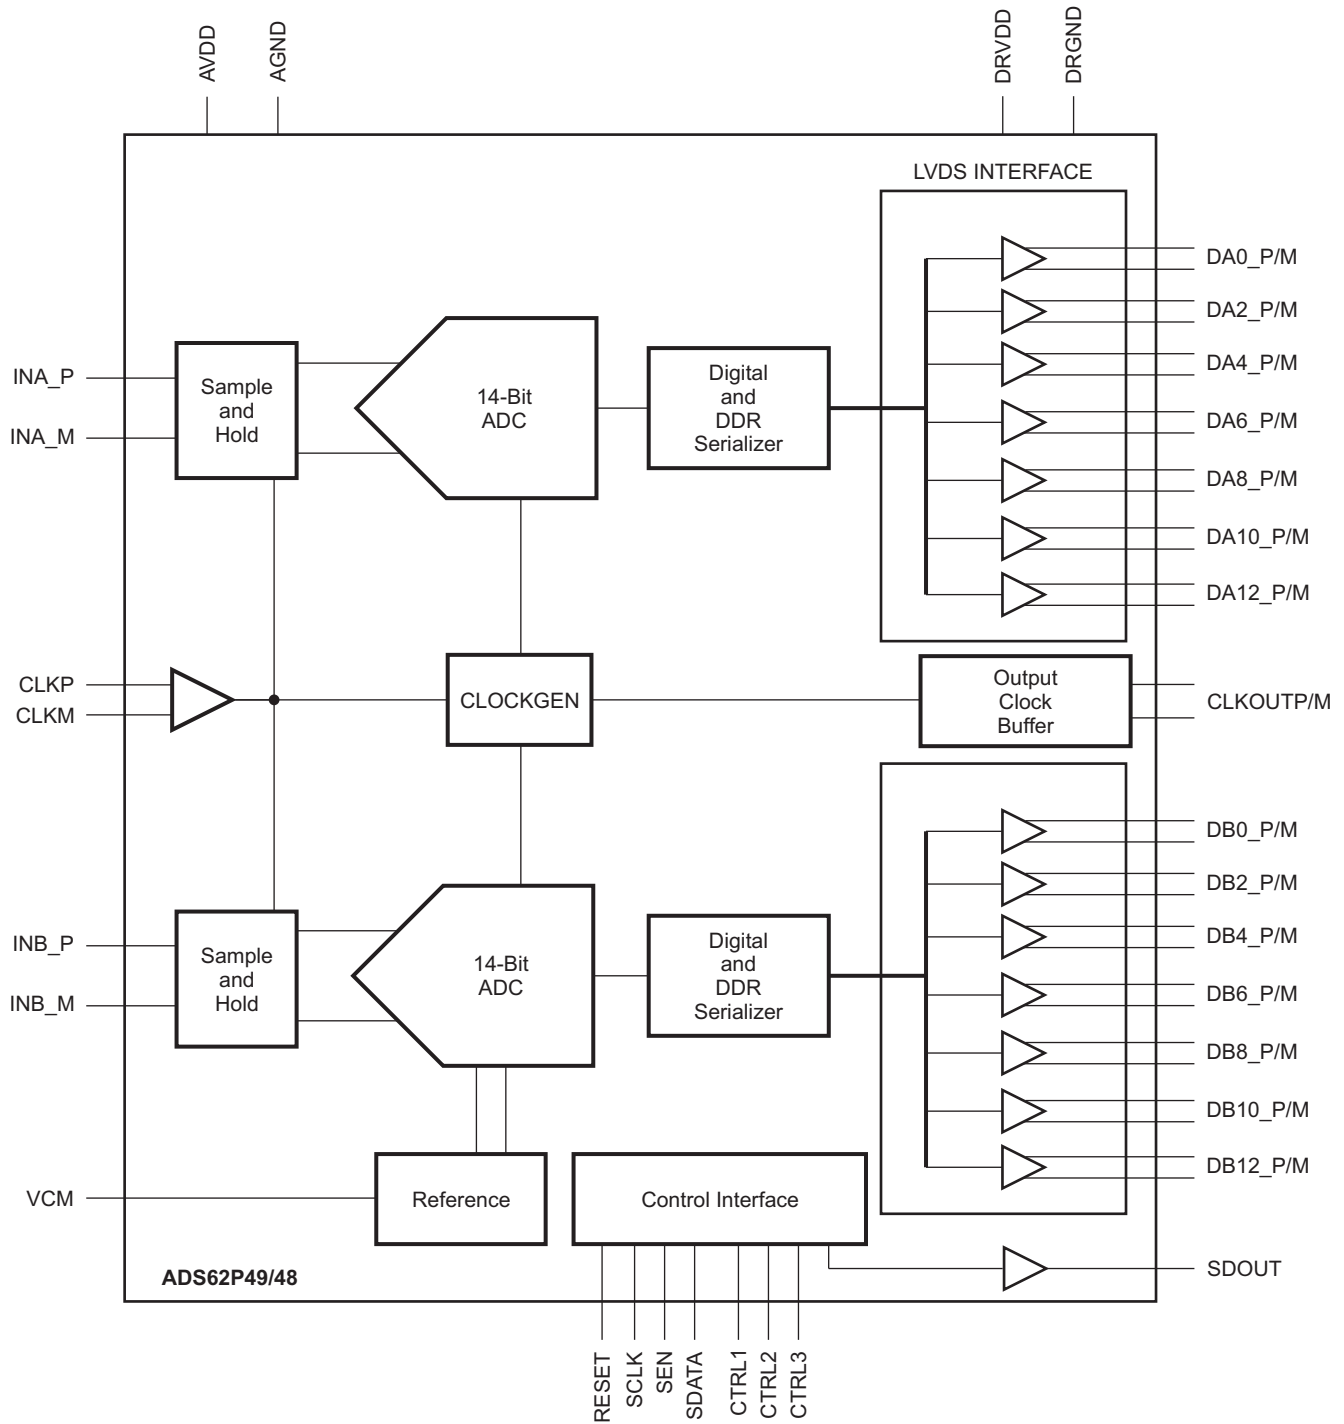 AVDD
AGND
DRVDD
DRGND
LVDS INTERFACE
DA0_P/M
DA2_P/M
DA4_P/M
DA6_P/M
DA8_P/M
DA10_P/M
DA12_P/M
INA_P
INA_M
Sample
and
Hold
14-Bit
ADC
Digital
and
DDR
Serializer
CLKP
CLKM
CLOCKGEN
Output
Clock
Buffer
CLKOUTP/M
INB_P
INB_M
Sample
and
Hold
14-Bit
ADC
Digital
and
DDR
Serializer
DB0_P/M
DB2_P/M
DB4_P/M
DB6_P/M
DB8_P/M
DB10_P/M
DB12_P/M
VCM
Reference
Control Interface
SDOUT
ADS62P49/48
RESET
SCLK
SEN
SDATA
CTRL1
CTRL2
CTRL3